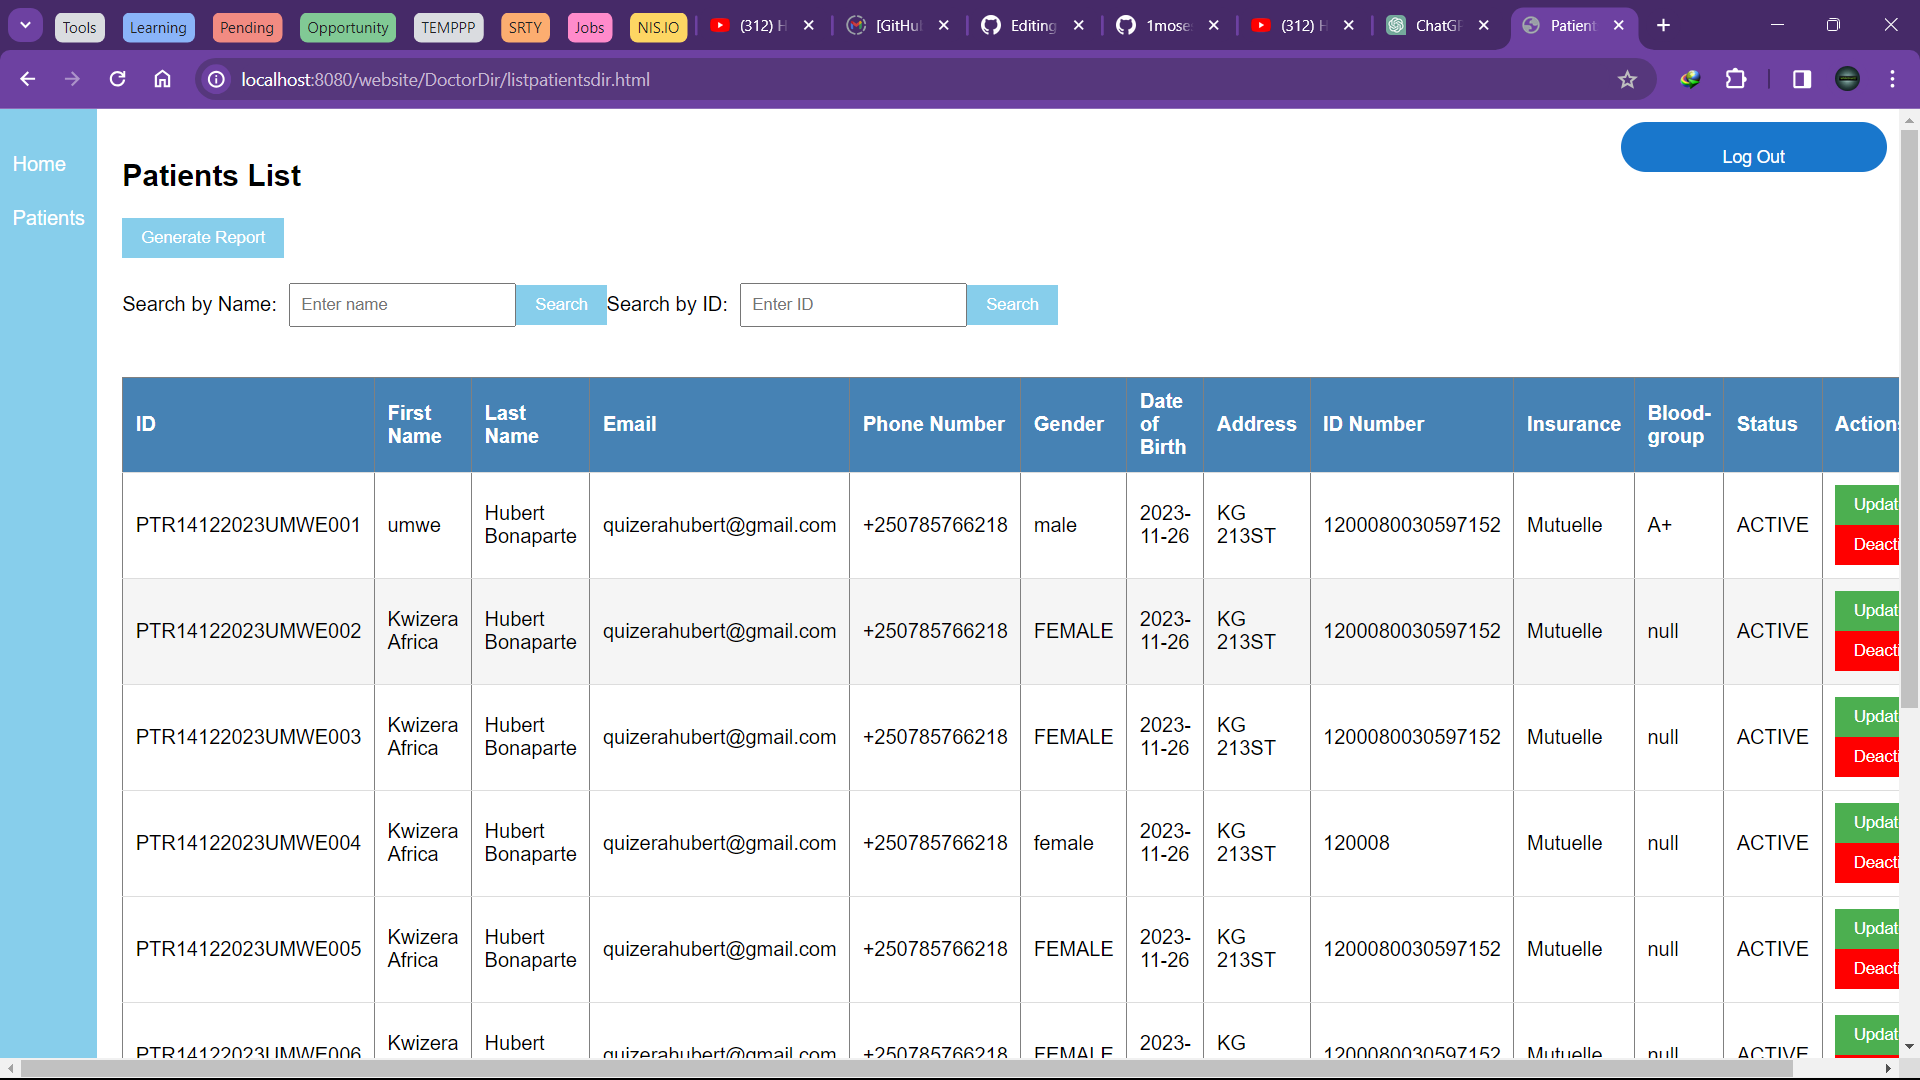 Tools Learning Pending Opportunity TEMPPP SRTY Jobs NIS.IO (312) H [GitHu Editing 1mose (312) H ChatGP Patient
localhost:8080/website/DoctorDir/listpatientsdir.html
Log Out
Home
Patients
Patients List
Generate Report
Search by Name: Enter name Search Search by ID: Enter ID Search
ID First Name Last Name Email Phone Number Gender Date of Birth Address ID Number Insurance Blood-group Status Actions
PTR14122023UMWE001 umwe Hubert Bonaparte quizerahubert@gmail.com +250785766218 male 2023-11-26 KG 213ST 1200080030597152 Mutuelle A+ ACTIVE Updat Deacti
PTR14122023UMWE002 Kwizera Africa Hubert Bonaparte quizerahubert@gmail.com +250785766218 FEMALE 2023-11-26 KG 213ST 1200080030597152 Mutuelle null ACTIVE Updat Deacti
PTR14122023UMWE003 Kwizera Africa Hubert Bonaparte quizerahubert@gmail.com +250785766218 FEMALE 2023-11-26 KG 213ST 1200080030597152 Mutuelle null ACTIVE Updat Deacti
PTR14122023UMWE004 Kwizera Africa Hubert Bonaparte quizerahubert@gmail.com +250785766218 female 2023-11-26 KG 213ST 120008 Mutuelle null ACTIVE Updat Deacti
PTR14122023UMWE005 Kwizera Africa Hubert Bonaparte quizerahubert@gmail.com +250785766218 FEMALE 2023-11-26 KG 213ST 1200080030597152 Mutuelle null ACTIVE Updat Deacti
PTR14122023UMWE006 Kwizera Hubert quizerahubert@gmail.com +250785766218 FEMALE 2023- KG 1200080030597152 Mutuelle null ACTIVE Updat